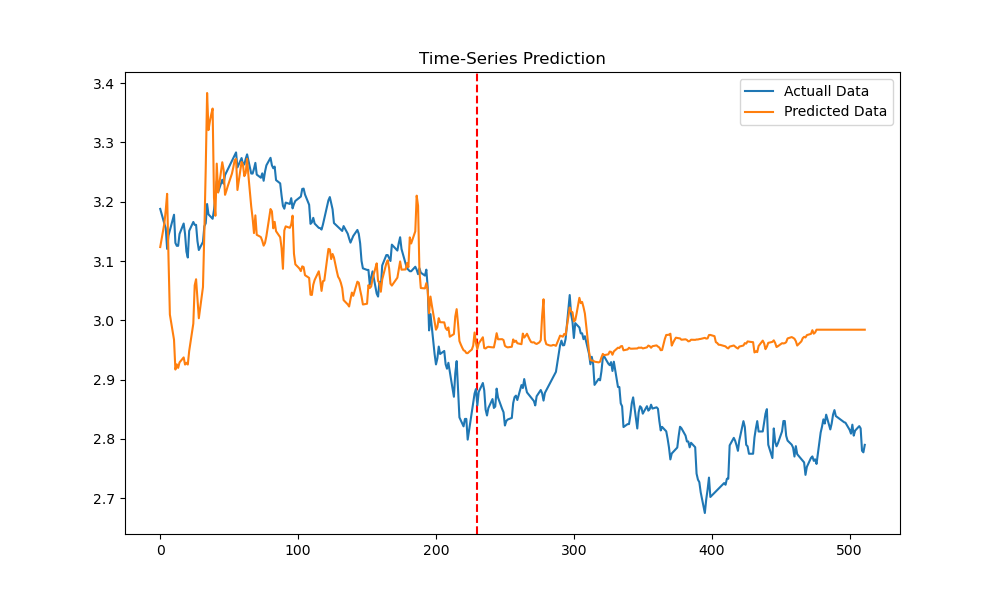 Time-Series Prediction
Actuall Data
Predicted Data
3.4
3.3
3.2
3.1
3.0
2.9
2.8
2.7
0 100 200 300 400 500